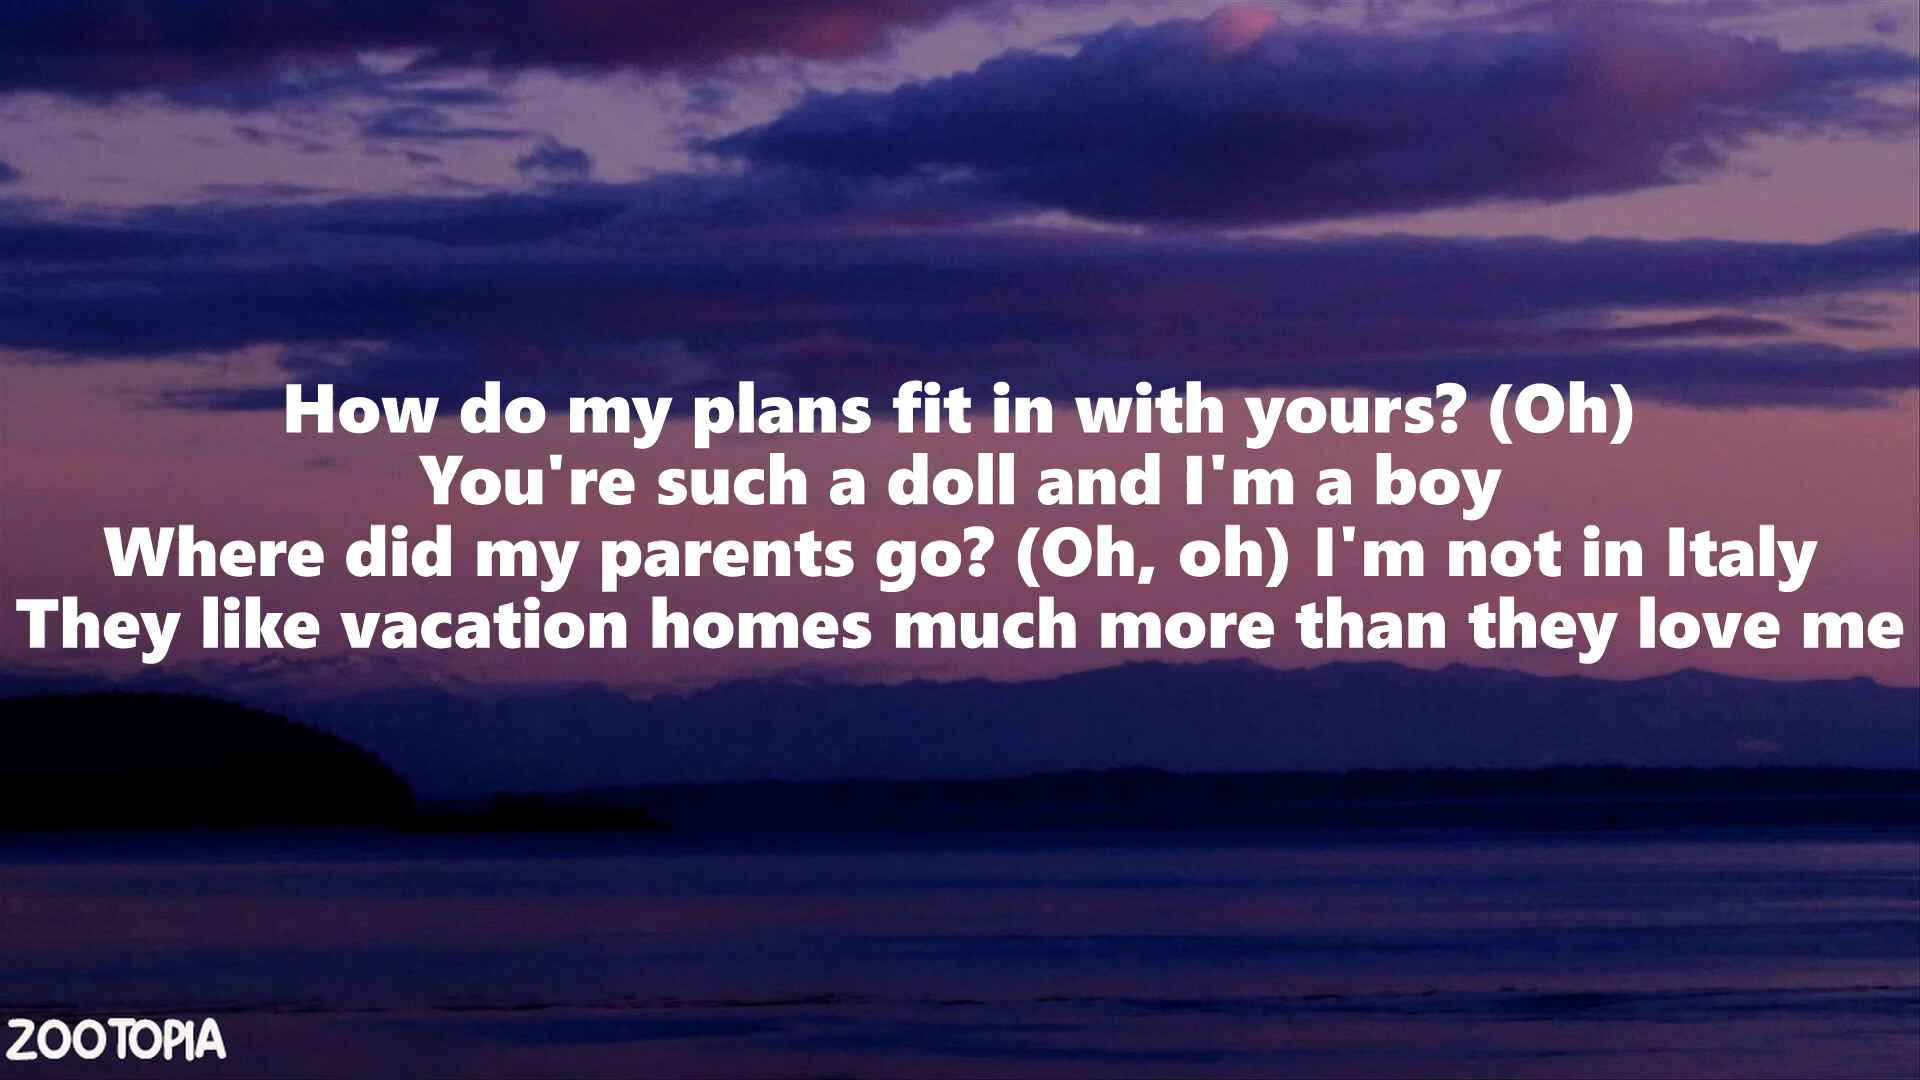 How do my plans fit in with yours? (Oh)
You're such a doll and I'm a boy
Where did my parents go? (Oh, oh) I'm not in Italy
They like vacation homes much more than they love me
ZOOTOPIA